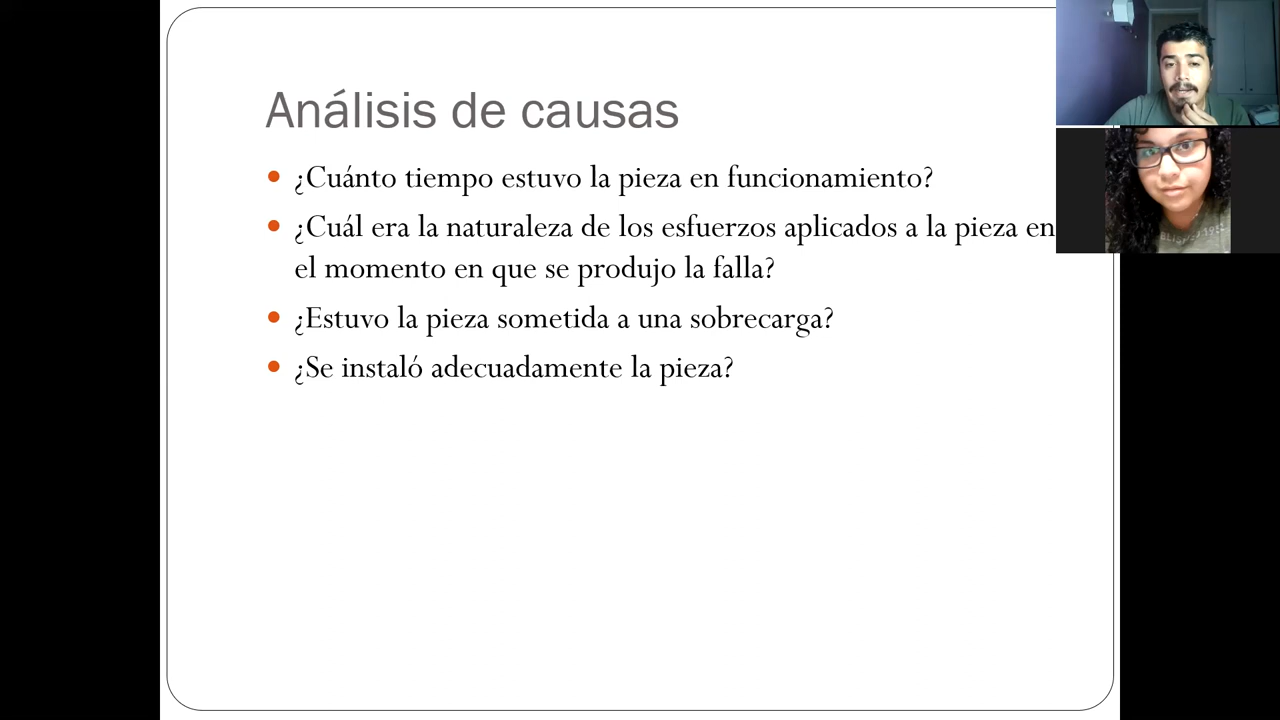 Análisis de causas
¿Cuánto tiempo estuvo la pieza en funcionamiento?
¿Cuál era la naturaleza de los esfuerzos aplicados a la pieza en
el momento en que se produjo la falla?
¿Estuvo la pieza sometida a una sobrecarga?
¿Se instaló adecuadamente la pieza?